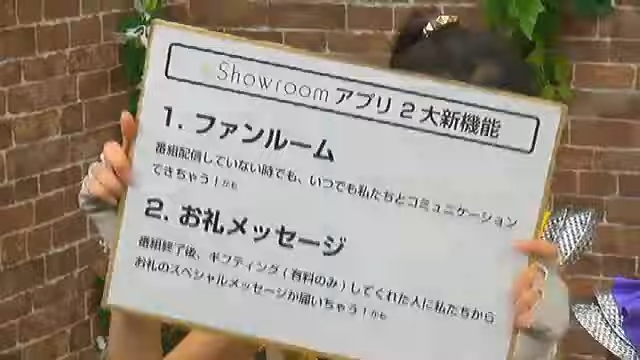 Showroomアプリ2大新機能
1. ファンルーム
番組配信していない時でも、いつでも私たちとコミュニケーション
できちゃう！かも
2. お礼メッセージ
番組終了後、ギフティング(有料のみ)してくれた人に私たちから
お礼のスペシャルメッセージが届いちゃう！かも